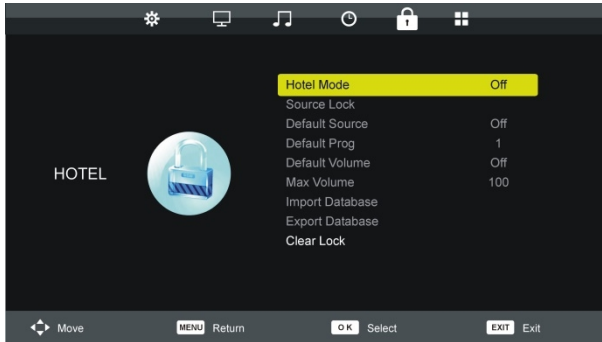 Hotel Mode Off
Source Lock
Default Source Off
Default Prog 1
Default Volume Off
HOTEL
Max Volume 100
Import Database
Export Database
Clear Lock
Move MENU Return OK Select EXIT Exit